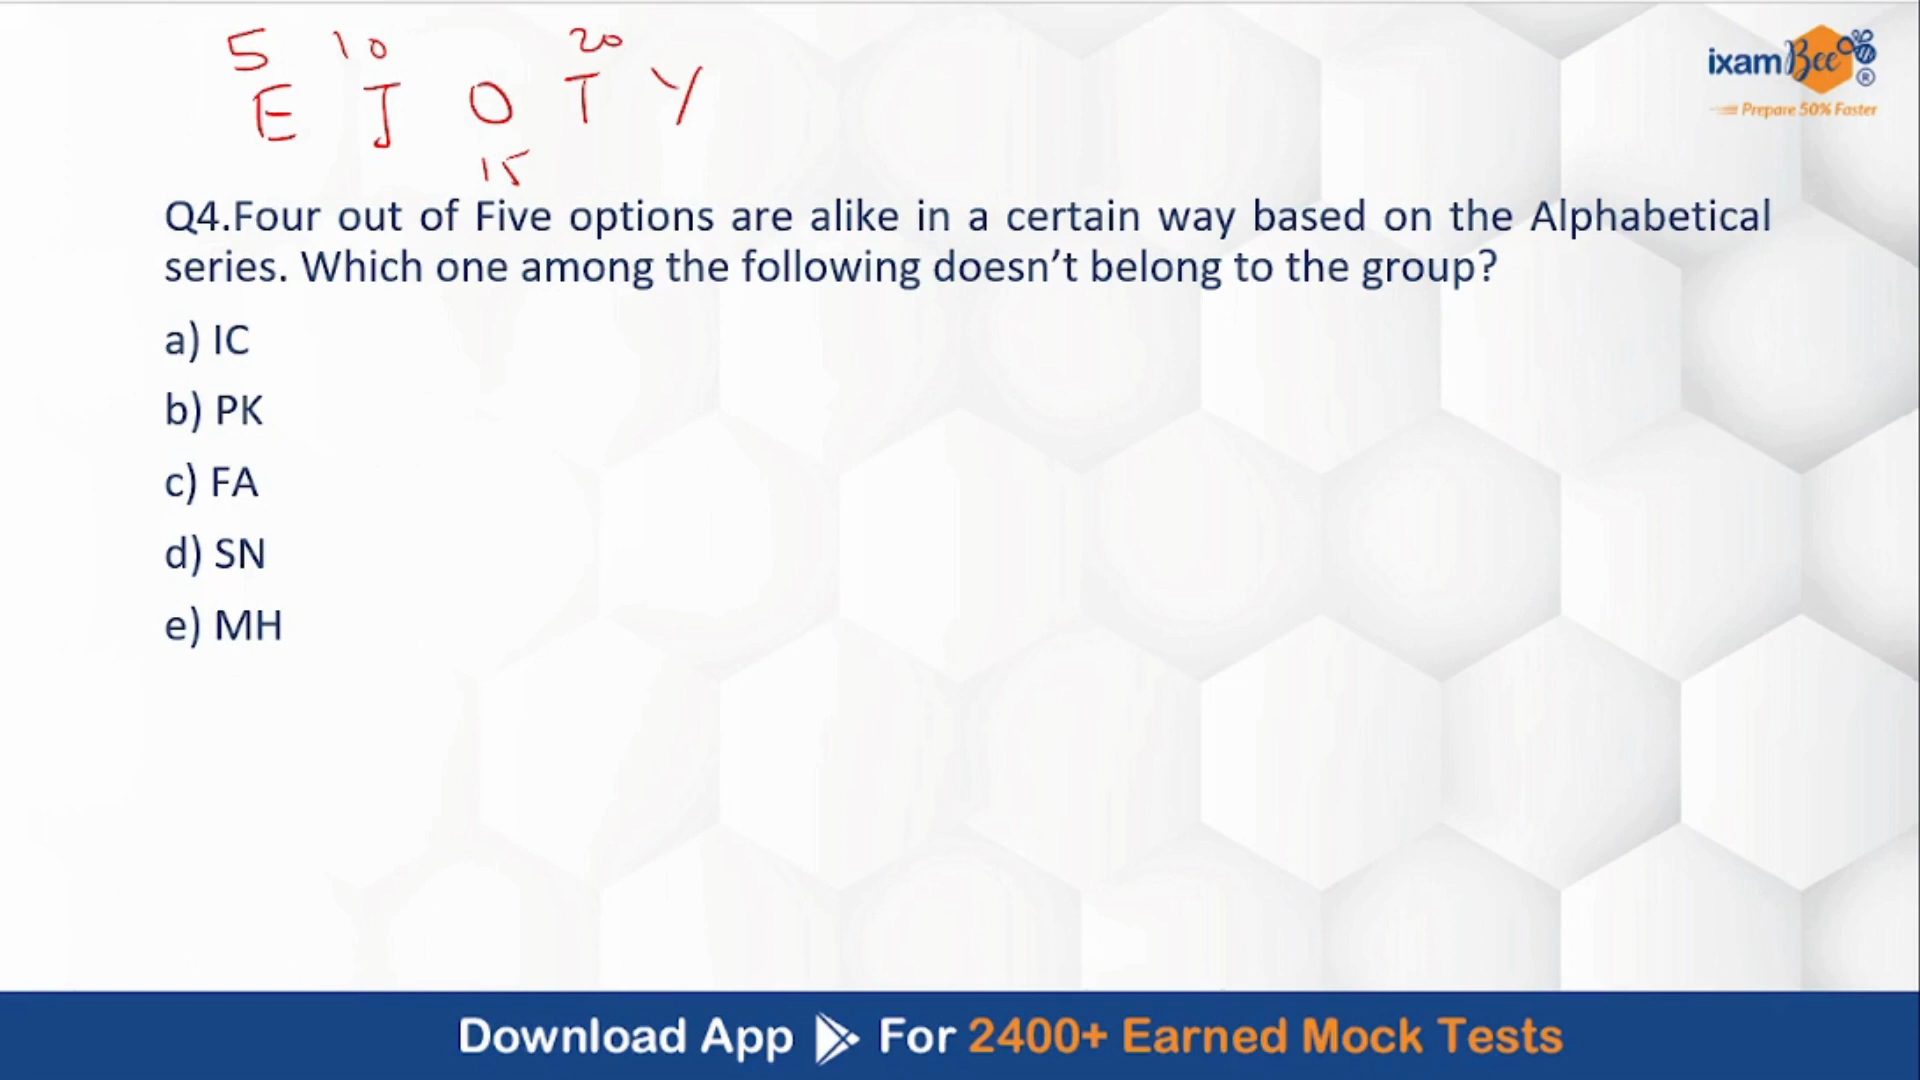 5 10 20
E J O T Y
15
ixamBee
®
Prepare 50% Faster
Q4.Four out of Five options are alike in a certain way based on the Alphabetical
series. Which one among the following doesn’t belong to the group?
a) IC
b) PK
c) FA
d) SN
e) MH
Download App For 2400+ Earned Mock Tests